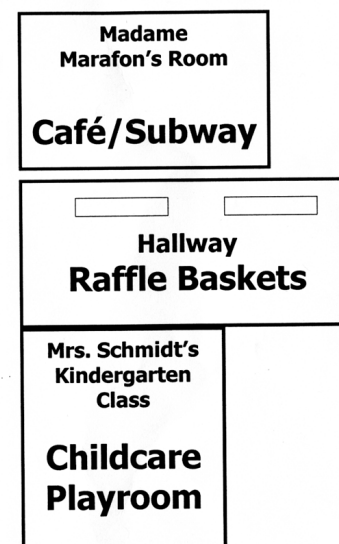 Madame
Marafon's Room
Café/Subway
Hallway
Raffle Baskets
Mrs. Schmidt's
Kindergarten
Class
Childcare
Playroom